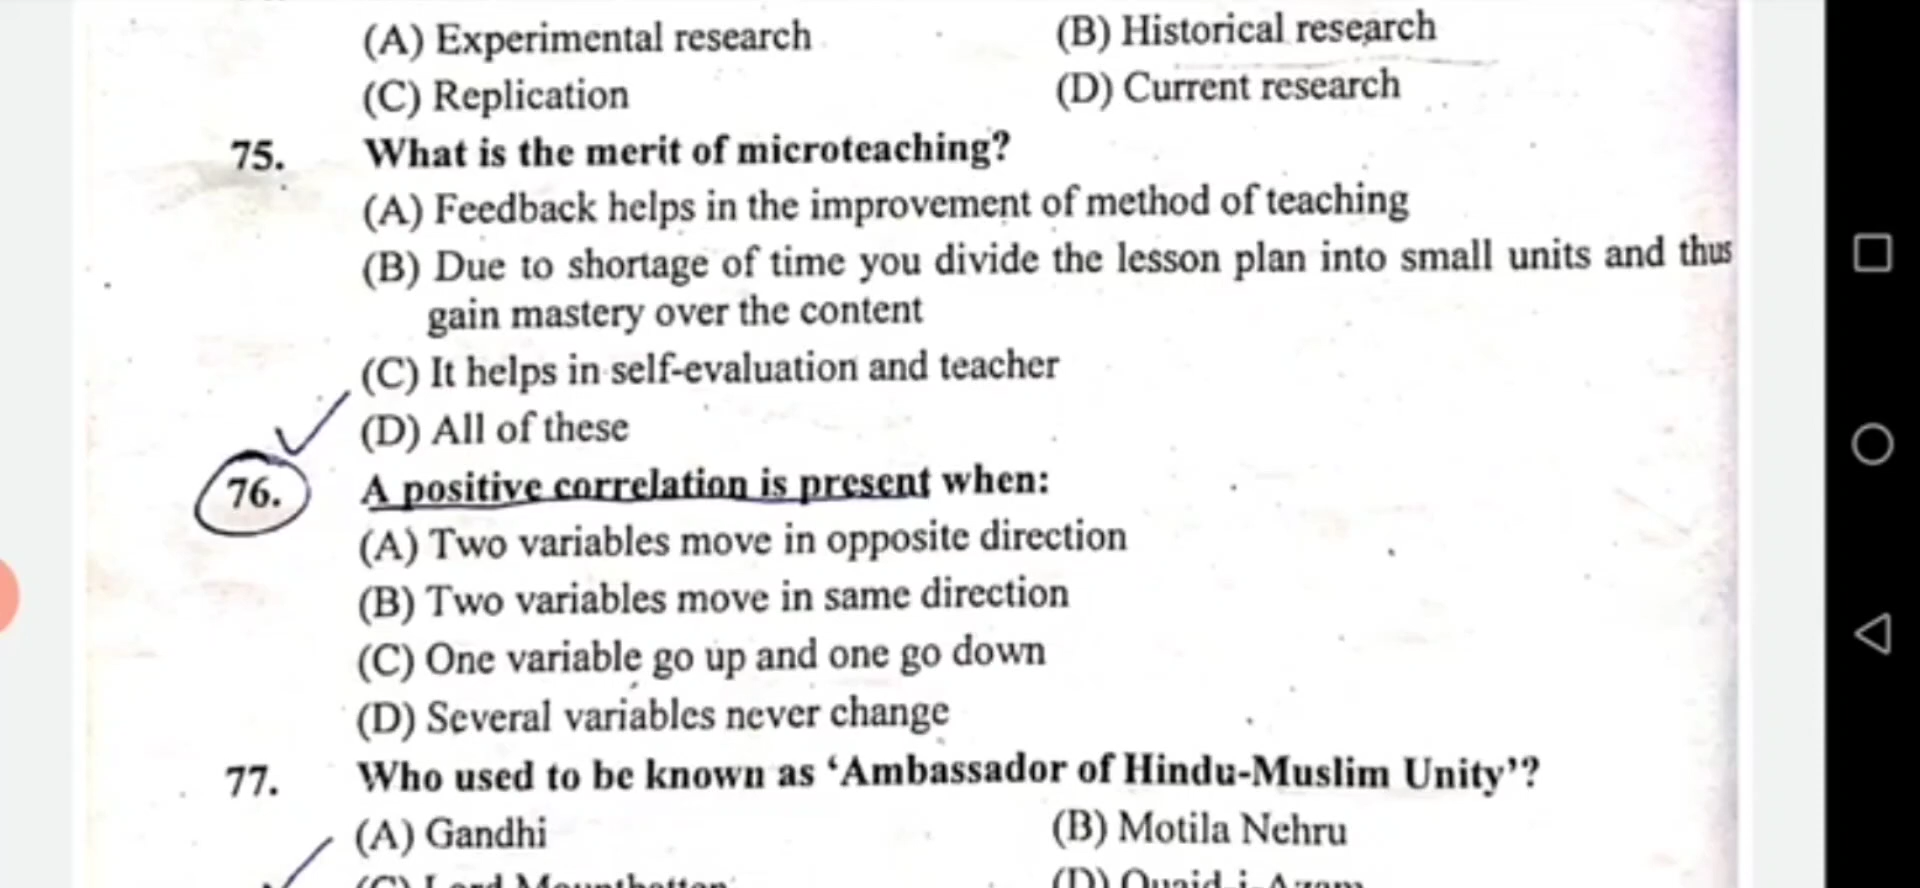 (A) Experimental research (B) Historical research
(C) Replication (D) Current research
75. What is the merit of microteaching?
(A) Feedback helps in the improvement of method of teaching
(B) Due to shortage of time you divide the lesson plan into small units and thus
gain mastery over the content
(C) It helps in self-evaluation and teacher
(D) All of these
76. A positive correlation is present when:
(A) Two variables move in opposite direction
(B) Two variables move in same direction
(C) One variable go up and one go down
(D) Several variables never change
77. Who used to be known as ‘Ambassador of Hindu-Muslim Unity’?
(A) Gandhi (B) Motila Nehru
(C) Lord Mountbatten (D) Quaid-i-Azam